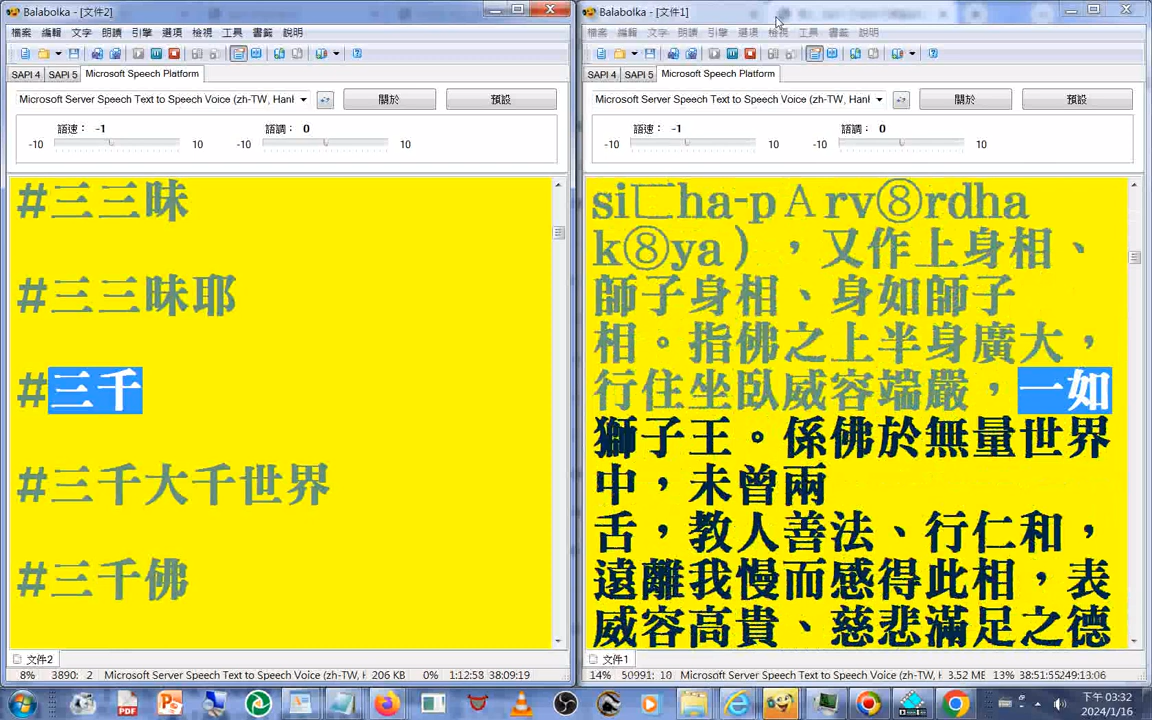 Balabolka - [文件2]
檔案 編輯 文字 朗讀 引擎 選項 檢視 工具 書籤 說明
SAPI 4 SAPI 5 Microsoft Speech Platform
Microsoft Server Speech Text to Speech Voice (zh-TW, Hanl
關於 預設
語速： -1 語調： 0
-10 10 -10 10
#三三昧
#三三昧耶
#三千
#三千大千世界
#三千佛
文件2
8% 3890: 2 Microsoft Server Speech Text to Speech Voice (zh-TW, H 206 KB 0% 1:12:58 38:09:19
Balabolka - [文件1]
檔案 編輯 文字 朗讀 引擎 選項 檢視 工具 書籤 說明
SAPI 4 SAPI 5 Microsoft Speech Platform
Microsoft Server Speech Text to Speech Voice (zh-TW, Hanl
關於 預設
語速： -1 語調： 0
-10 10 -10 10
si匚ha-pＡrv⑧rdha
k⑧ya），又作上身相、
師子身相、身如師子
相。指佛之上半身廣大，
行住坐臥威容端嚴，一如
獅子王。係佛於無量世界
中，未曾兩
舌，教人善法、行仁和，
遠離我慢而感得此相，表
威容高貴、慈悲滿足之德
文件1
14% 50991: 10 Microsoft Server Speech Text to Speech Voice (zh-TW, H 3.52 ME 13% 38:51:55 249:13:06
下午 03:32
2024/1/16